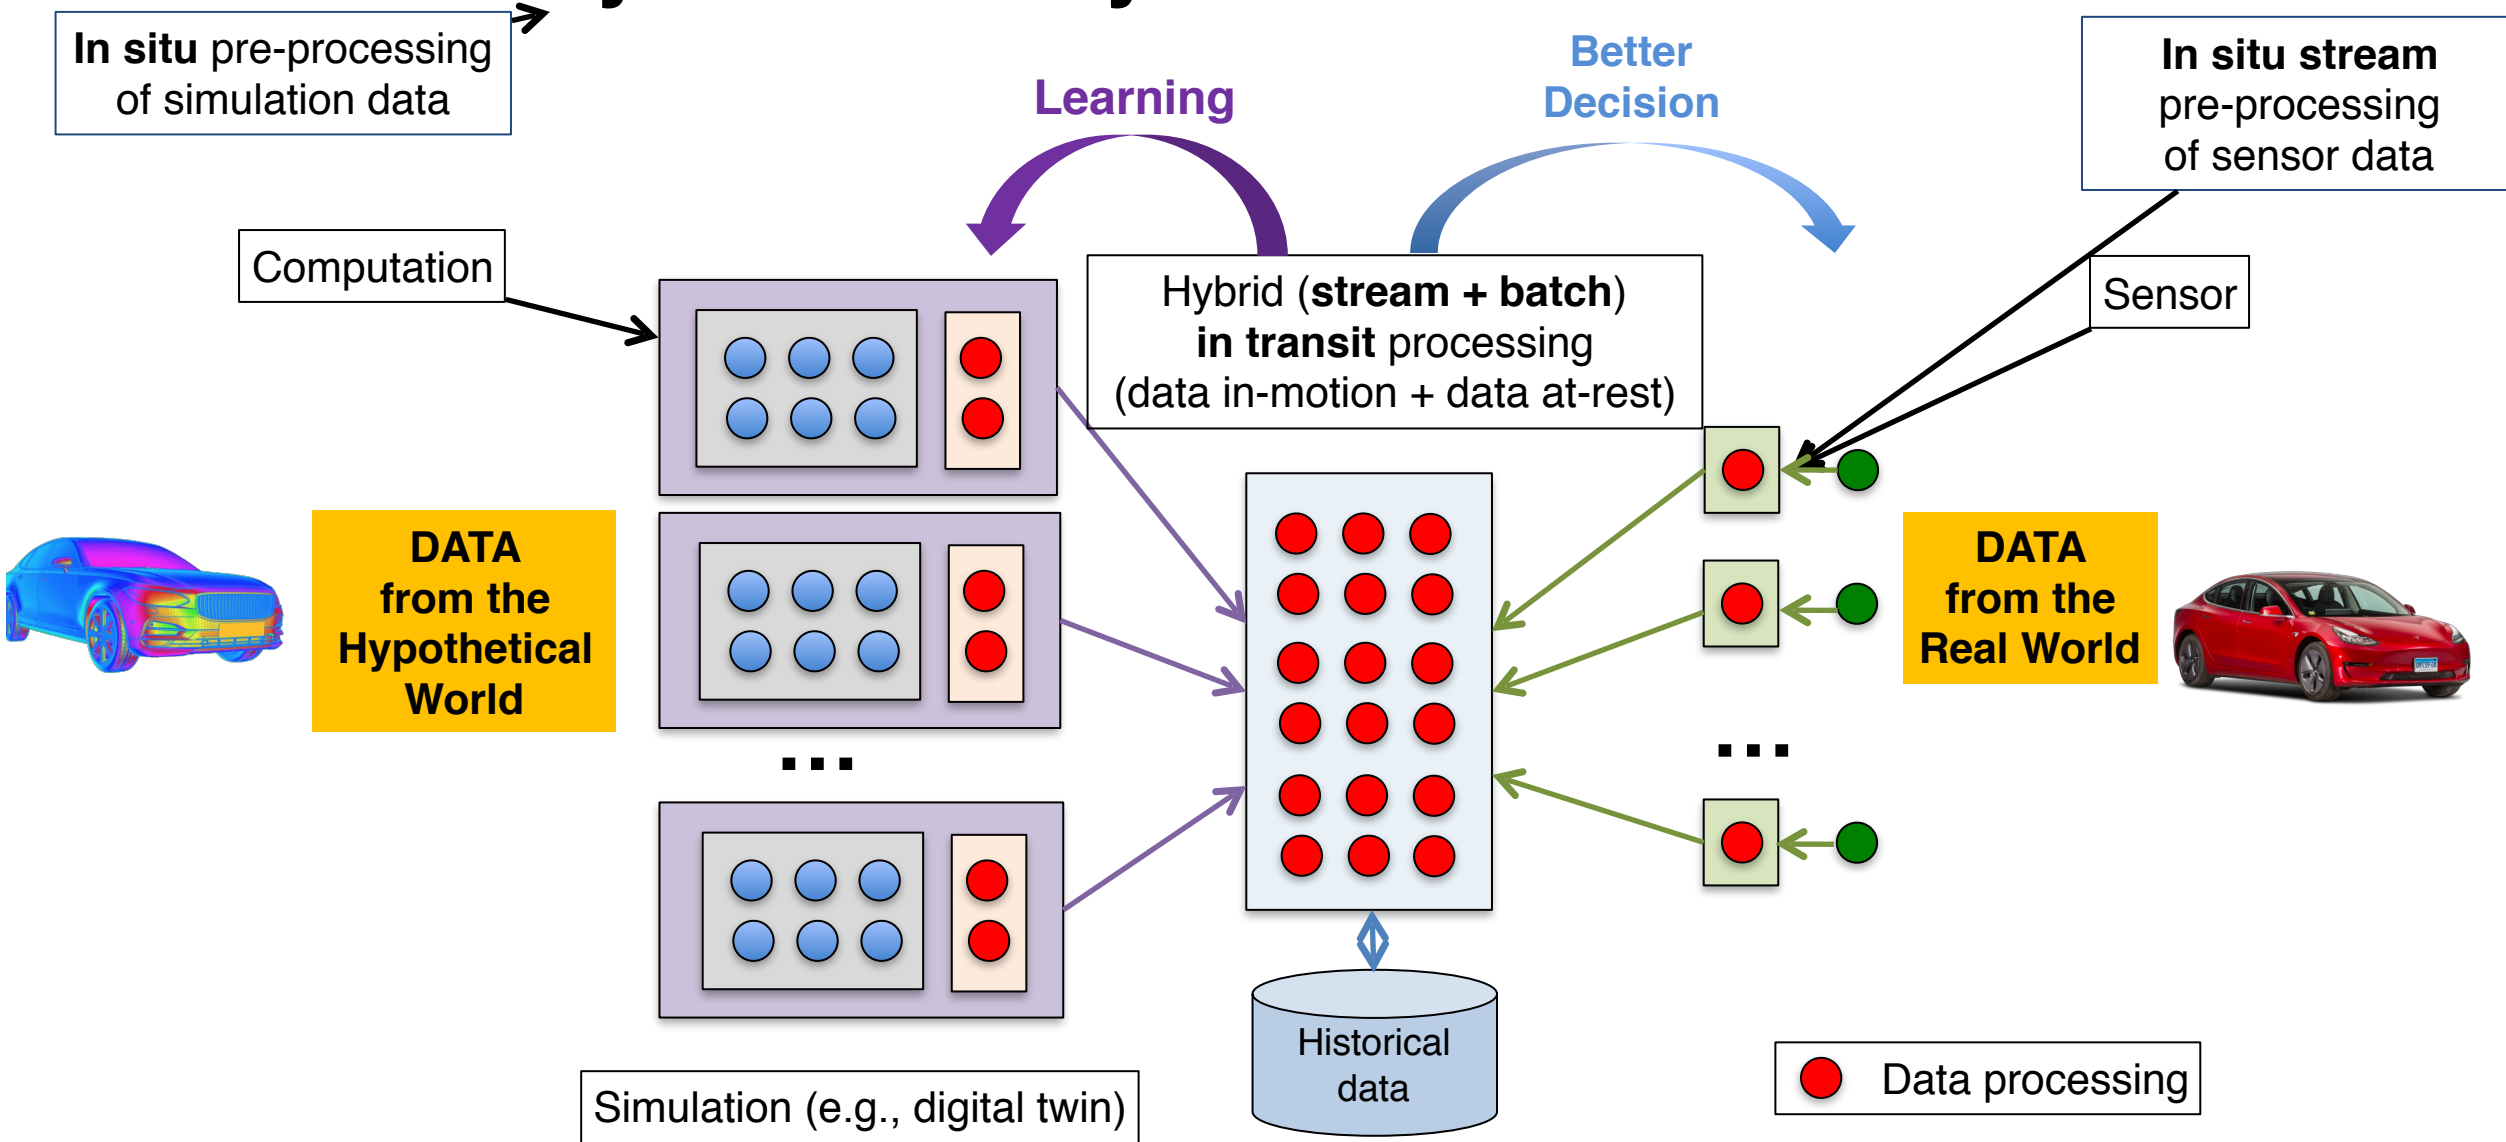 In situ pre-processing
of simulation data
Learning
Better
Decision
In situ stream
pre-processing
of sensor data
Computation
Hybrid (stream + batch)
in transit processing
(data in-motion + data at-rest)
Sensor
DATA
from the
Hypothetical
World
DATA
from the
Real World
...
...
Historical
data
Simulation (e.g., digital twin)
Data processing